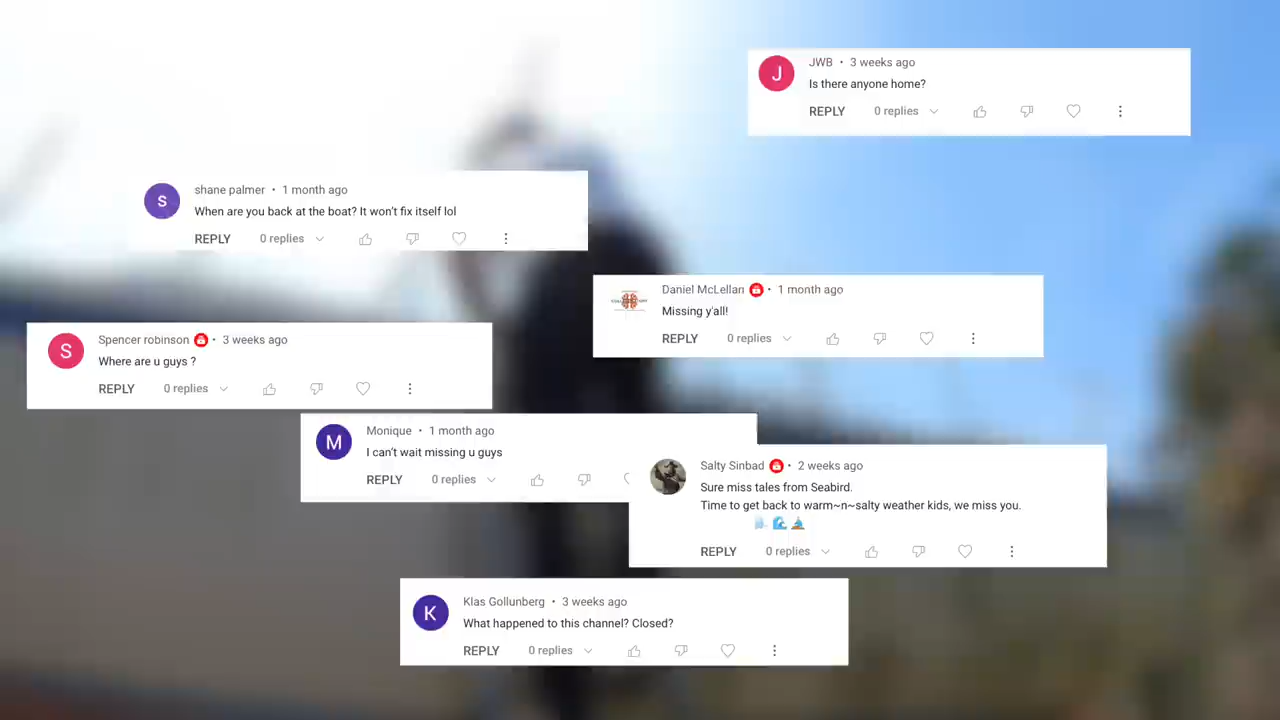 J
JWB • 3 weeks ago
Is there anyone home?
REPLY 0 replies
S
shane palmer • 1 month ago
When are you back at the boat? It won't fix itself lol
REPLY 0 replies
Daniel McLellan • 1 month ago
Missing y'all!
REPLY 0 replies
S
Spencer robinson • 3 weeks ago
Where are u guys ?
REPLY 0 replies
M
Monique • 1 month ago
I can't wait missing u guys
REPLY 0 replies
Salty Sinbad • 2 weeks ago
Sure miss tales from Seabird.
Time to get back to warm~n~salty weather kids, we miss you.
REPLY 0 replies
K
Klas Gollunberg • 3 weeks ago
What happened to this channel? Closed?
REPLY 0 replies